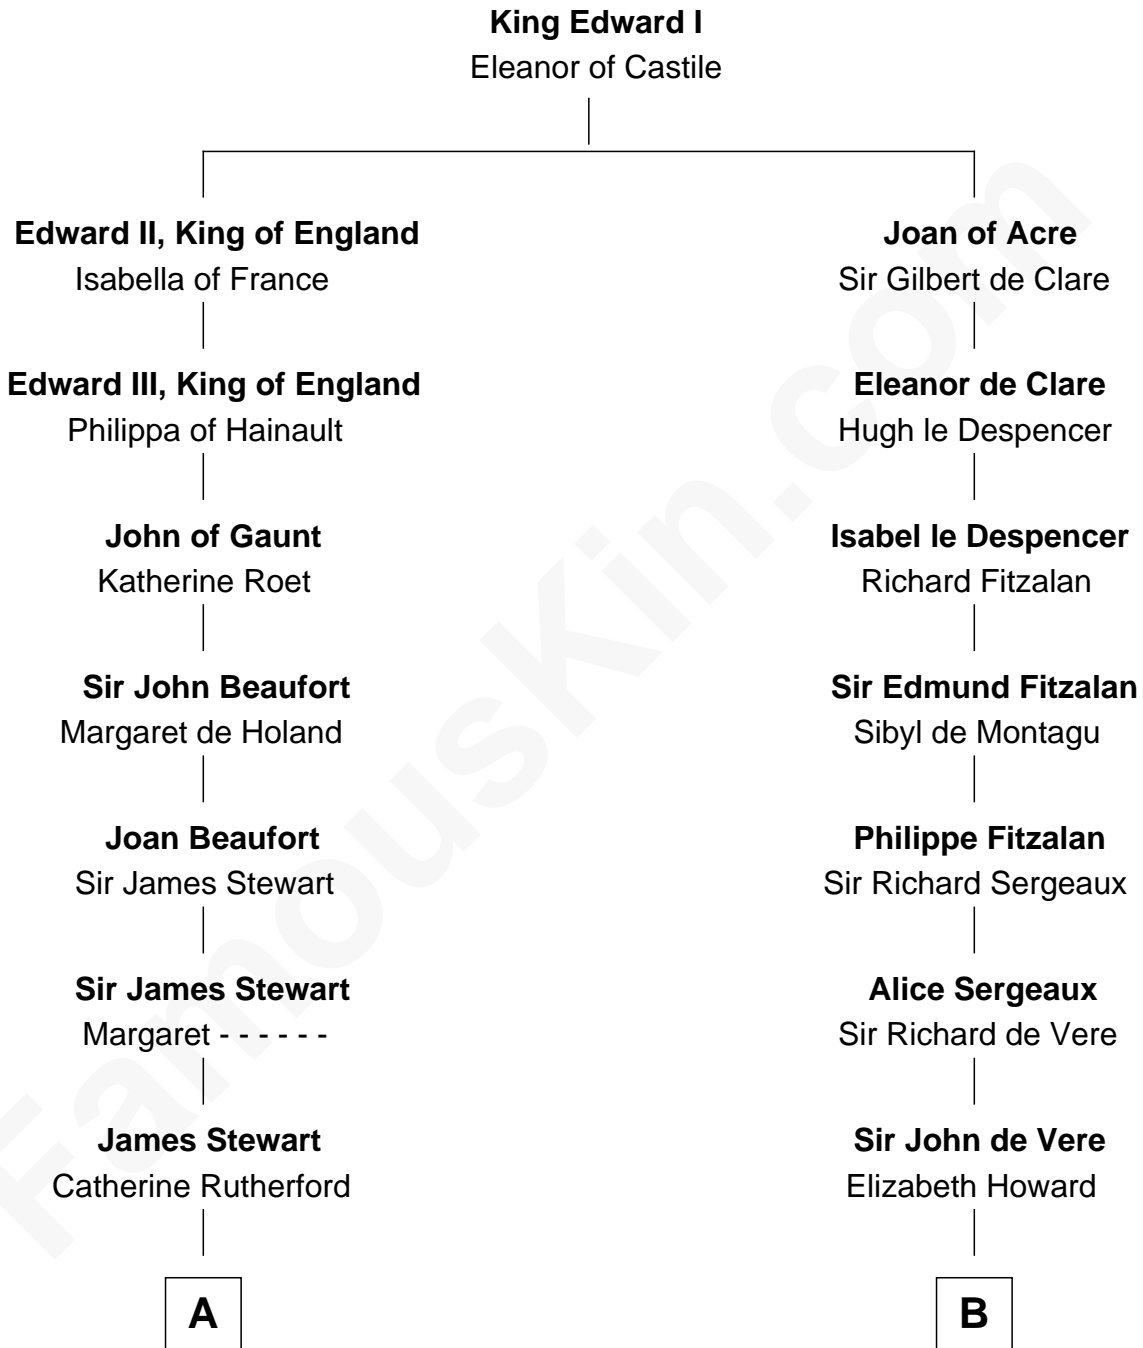 King Edward I
Eleanor of Castile
Edward II, King of England
Isabella of France
Edward III, King of England
Philippa of Hainault
John of Gaunt
Katherine Roet
Sir John Beaufort
Margaret de Holand
Joan Beaufort
Sir James Stewart
Sir James Stewart
Margaret - - - - - -
James Stewart
Catherine Rutherford
A
Joan of Acre
Sir Gilbert de Clare
Eleanor de Clare
Hugh le Despencer
Isabel le Despencer
Richard Fitzalan
Sir Edmund Fitzalan
Sibyl de Montagu
Philippe Fitzalan
Sir Richard Sergeaux
Alice Sergeaux
Sir Richard de Vere
Sir John de Vere
Elizabeth Howard
B
FamousKin.com